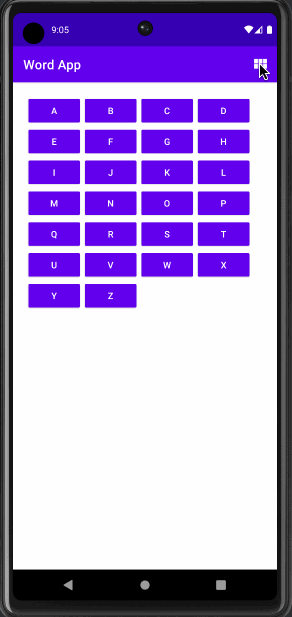 9:05
Word App
A B C D
E F G H
I J K L
M N O P
Q R S T
U V W X
Y Z